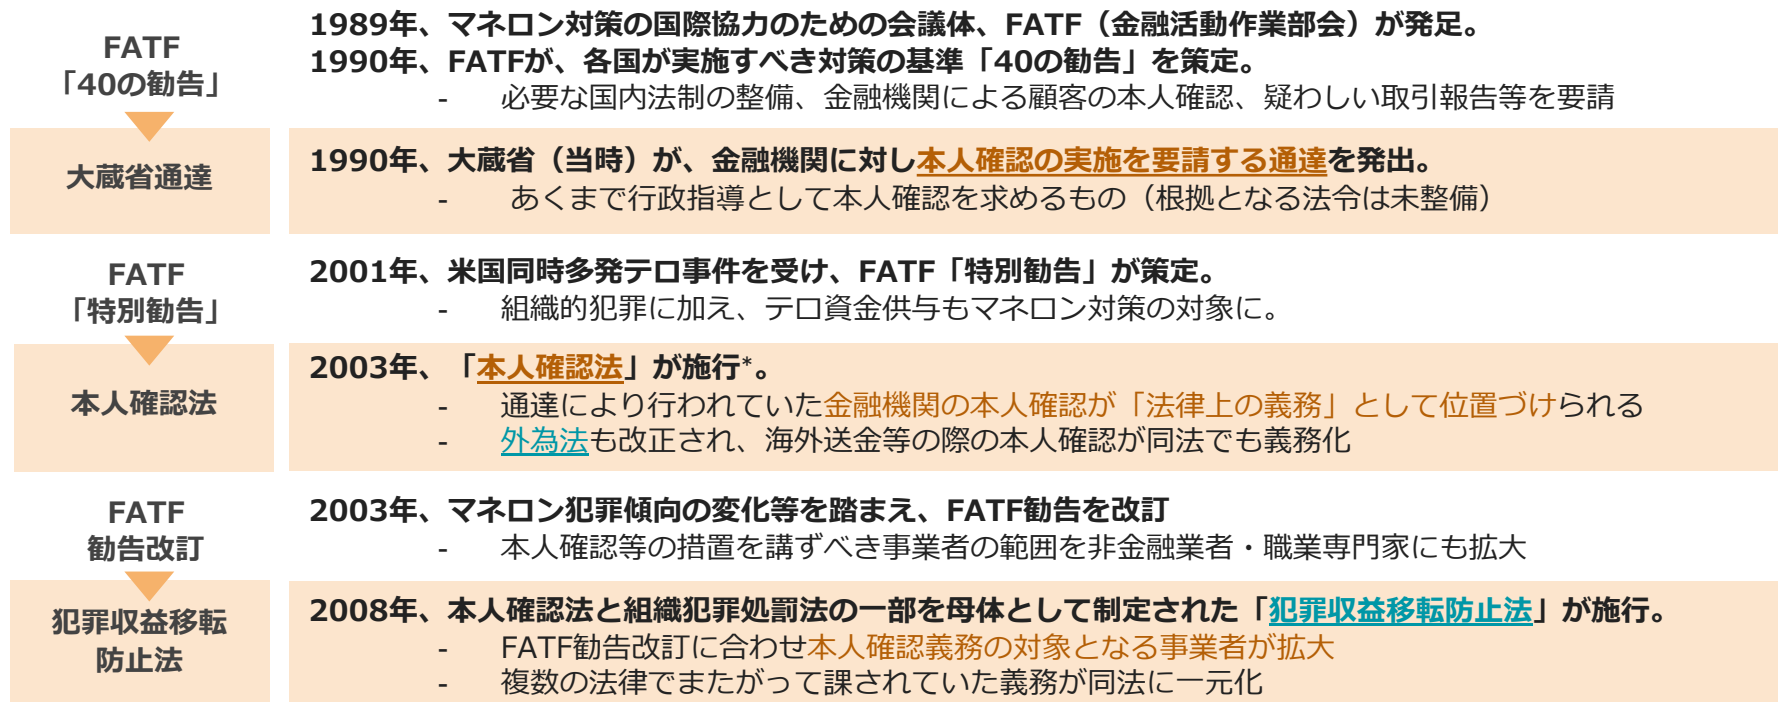 FATF
「40の勧告」
1989年、マネロン対策の国際協力のための会議体、FATF（金融活動作業部会）が発足。
1990年、FATFが、各国が実施すべき対策の基準「40の勧告」を策定。
- 必要な国内法制の整備、金融機関による顧客の本人確認、疑わしい取引報告等を要請
大蔵省通達
1990年、大蔵省（当時）が、金融機関に対し本人確認の実施を要請する通達を発出。
- あくまで行政指導として本人確認を求めるもの（根拠となる法令は未整備）
FATF
「特別勧告」
2001年、米国同時多発テロ事件を受け、FATF「特別勧告」が策定。
- 組織的犯罪に加え、テロ資金供与もマネロン対策の対象に。
本人確認法
2003年、「本人確認法」が施行*。
- 通達により行われていた金融機関の本人確認が「法律上の義務」として位置づけられる
- 外為法も改正され、海外送金等の際の本人確認が同法でも義務化
FATF
勧告改訂
2003年、マネロン犯罪傾向の変化等を踏まえ、FATF勧告を改訂
- 本人確認等の措置を講ずべき事業者の範囲を非金融業者・職業専門家にも拡大
犯罪収益移転
防止法
2008年、本人確認法と組織犯罪処罰法の一部を母体として制定された「犯罪収益移転防止法」が施行。
- FATF勧告改訂に合わせ本人確認義務の対象となる事業者が拡大
- 複数の法律でまたがって課されていた義務が同法に一元化